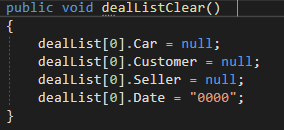 public void dealListClear()
{
dealList[0].Car = null;
dealList[0].Customer = null;
dealList[0].Seller = null;
dealList[0].Date = "0000";
}